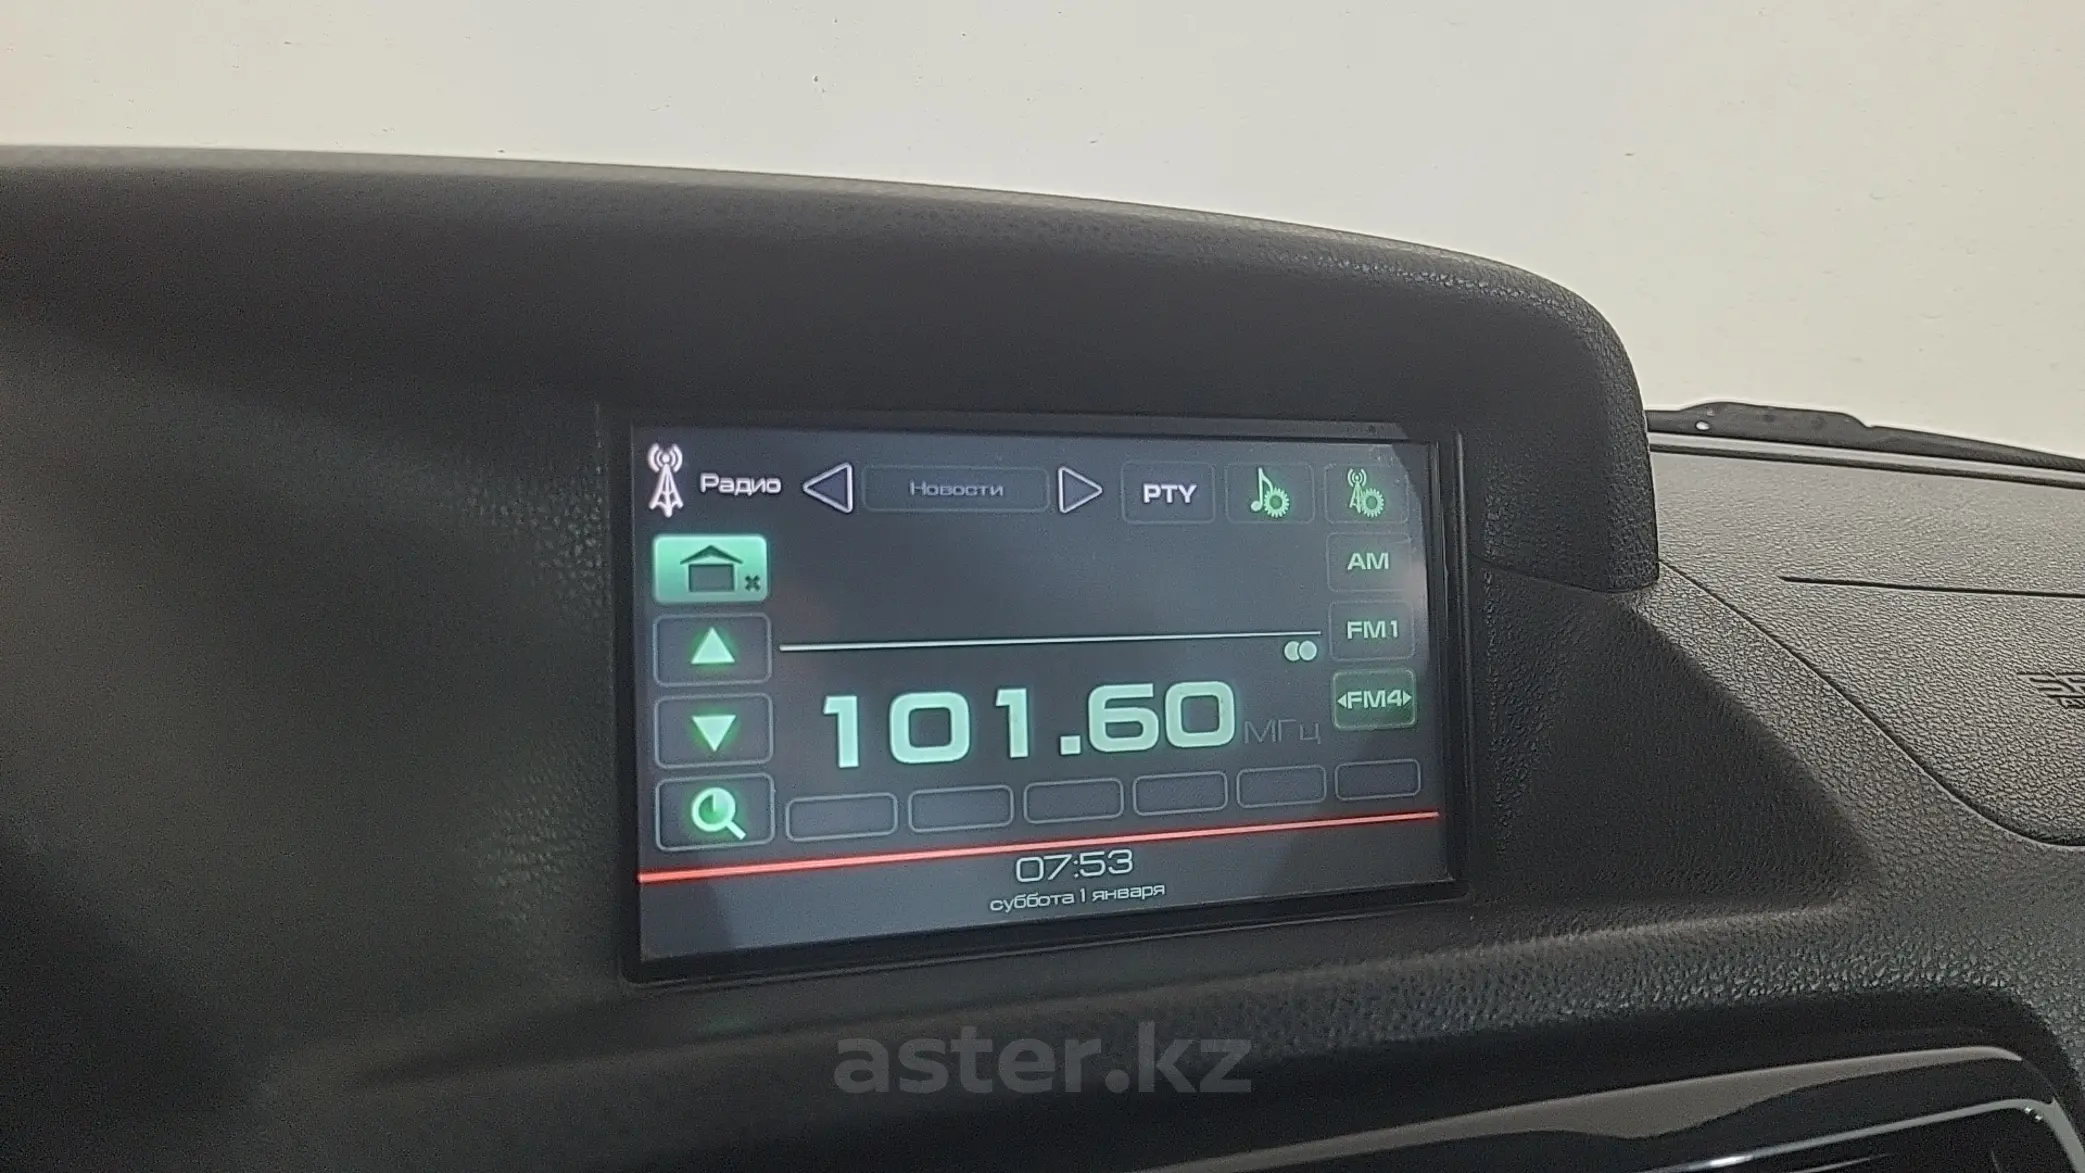 Радио Новости PTY
AM
FM1
101.60 МГц
FM4
07:53
суббота 1 января
aster.kz